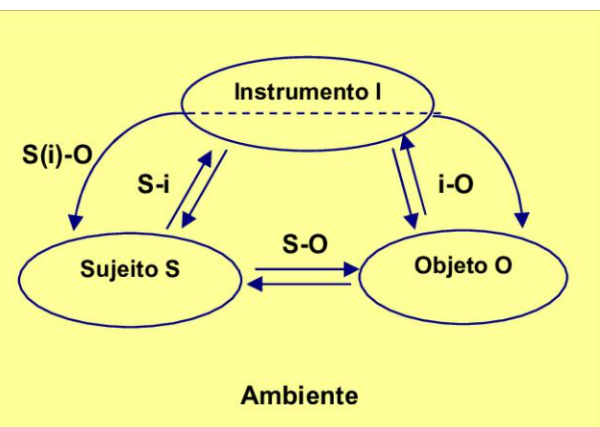 Instrumento I
S(i)-O
S-i
i-O
S-O
Sujeito S
Objeto O
Ambiente